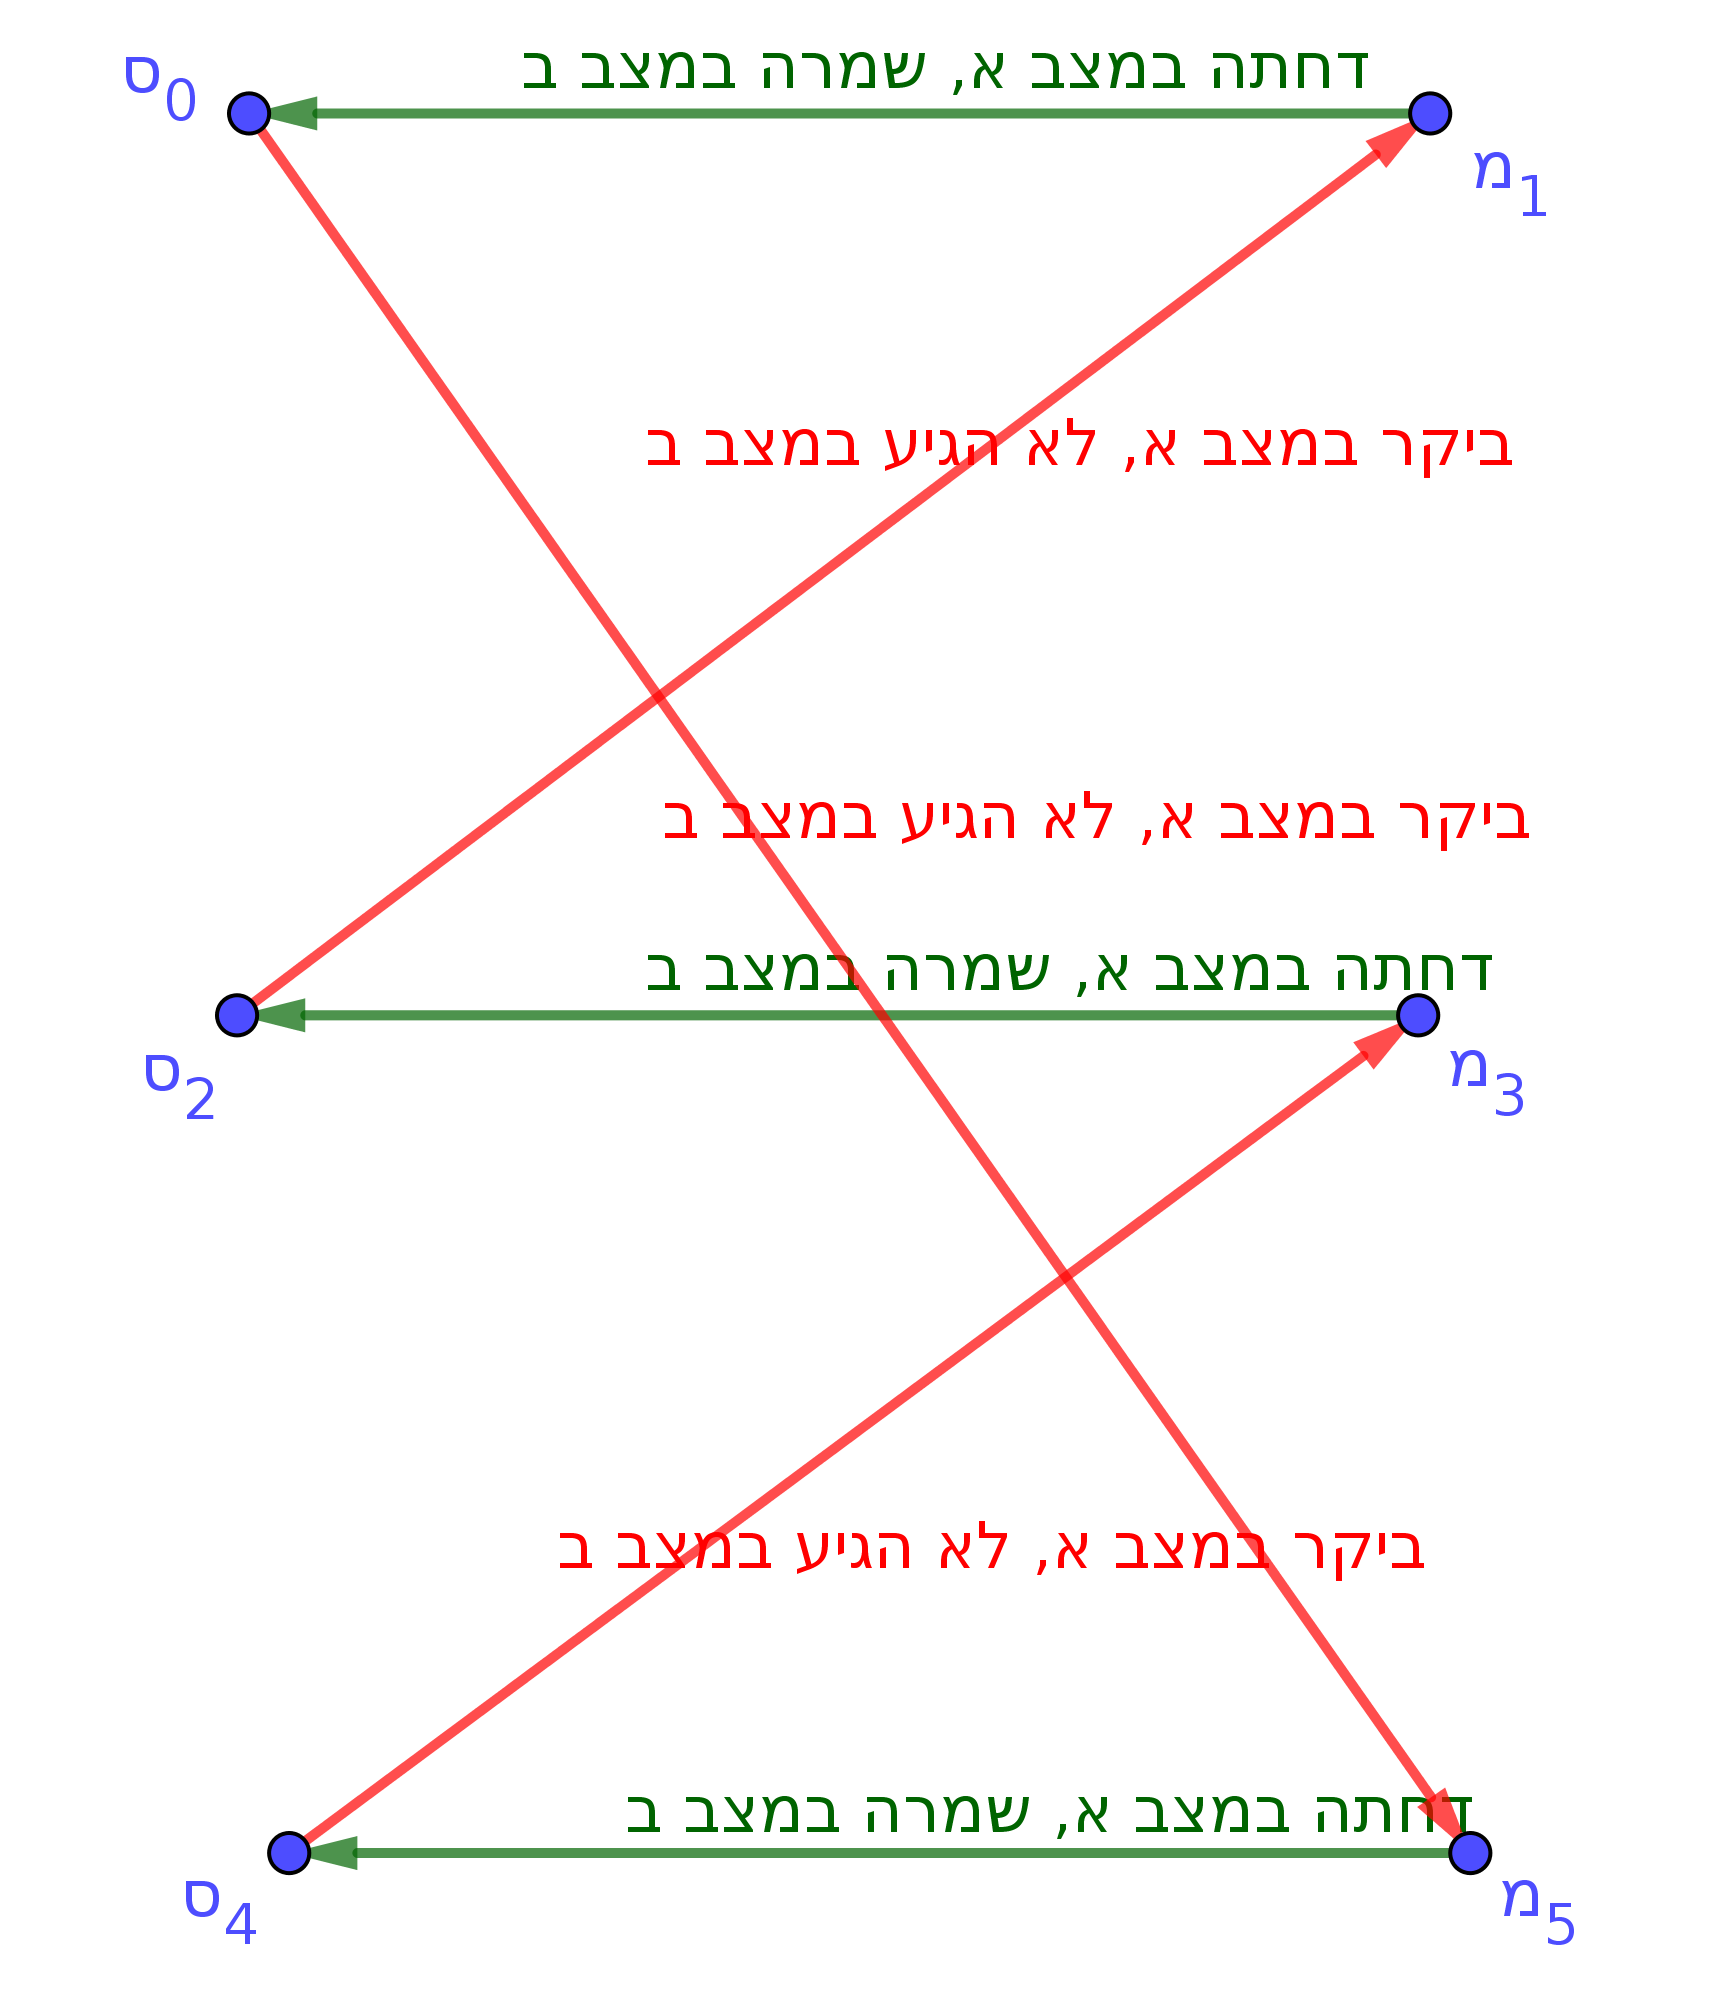 דחתה במצב א, שמרה במצב ב
ס0
מ1
ביקר במצב א, לא הגיע במצב ב
ביקר במצב א, לא הגיע במצב ב
דחתה במצב א, שמרה במצב ב
מ3
ס2
ביקר במצב א, לא הגיע במצב ב
דחתה במצב א, שמרה במצב ב
מ5
ס4